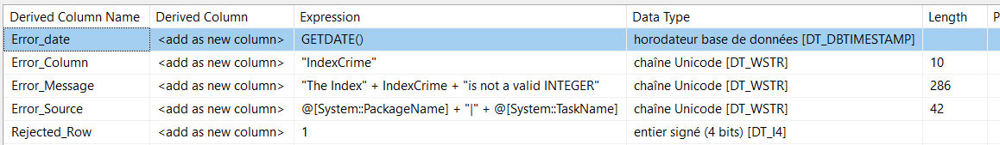 Derived Column Name Derived Column Expression Data Type Length P
Error_date <add as new column> GETDATE() horodateur base de données [DT_DBTIMESTAMP]
Error_Column <add as new column> "IndexCrime" chaîne Unicode [DT_WSTR] 10
Error_Message <add as new column> "The Index" + IndexCrime + "is not a valid INTEGER" chaîne Unicode [DT_WSTR] 286
Error_Source <add as new column> @[System::PackageName] + "|" + @[System::TaskName] chaîne Unicode [DT_WSTR] 42
Rejected_Row <add as new column> 1 entier signé (4 bits) [DT_I4]